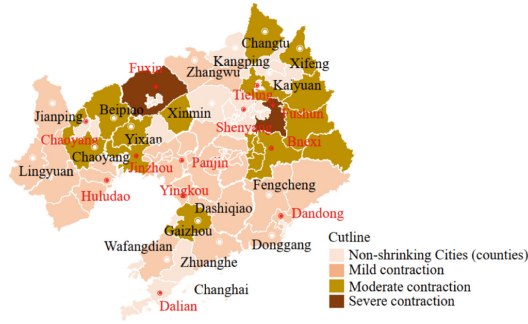 Changtu
Fuxin
Kangping
Xifeng
Zhangwu
Kaiyuan
Tieling
Jianping
Beipiao
Xinmin
Fushun
Shenyang
Chaoyang
Yixian
Bnexi
Chaoyang
Jinzhou
Panjin
Lingyuan
Fengcheng
Huludao
Yingkou
Dashiqiao
Dandong
Gaizhou
Wafangdian
Donggang
Cutline
Zhuanghe
Non-shrinking Cities (counties)
Mild contraction
Changhai
Moderate contraction
Dalian
Severe contraction